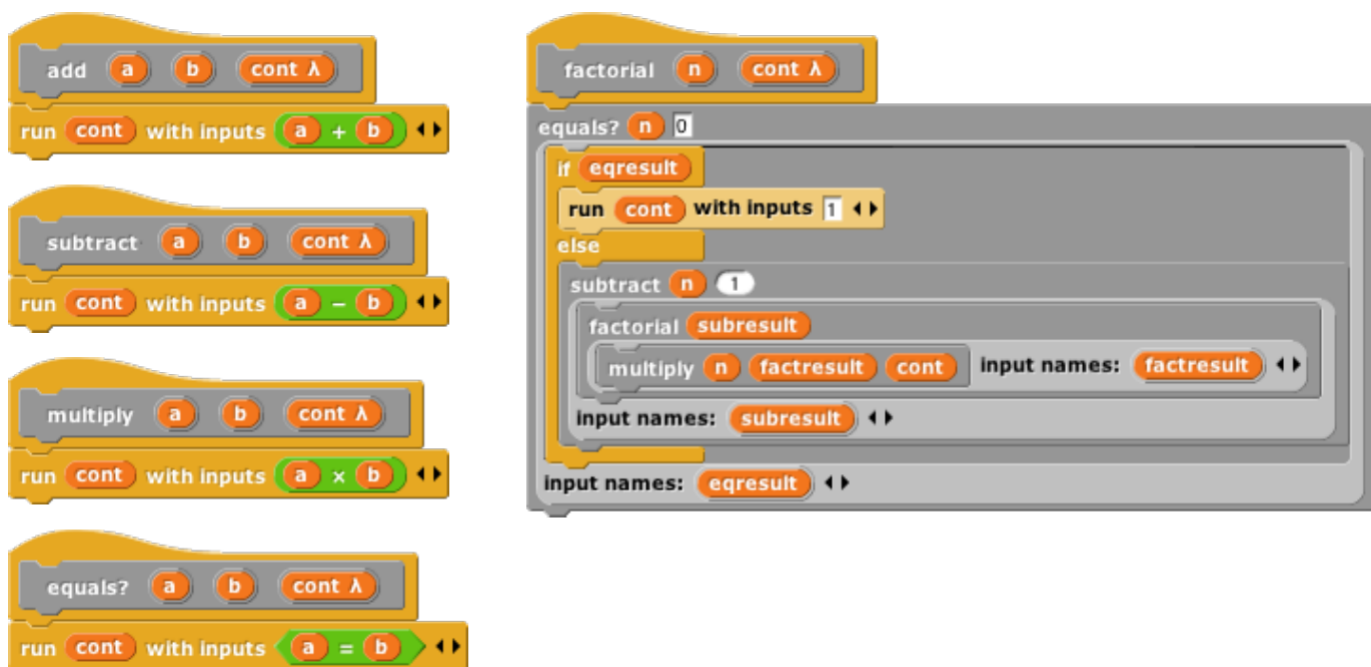 add a b cont λ
run cont with inputs a + b
subtract a b cont λ
run cont with inputs a − b
multiply a b cont λ
run cont with inputs a × b
equals? a b cont λ
run cont with inputs a = b
factorial n cont λ
equals? n 0
if eqresult
run cont with inputs 1
else
subtract n 1
factorial subresult
multiply n factresult cont input names: factresult
input names: subresult
input names: eqresult